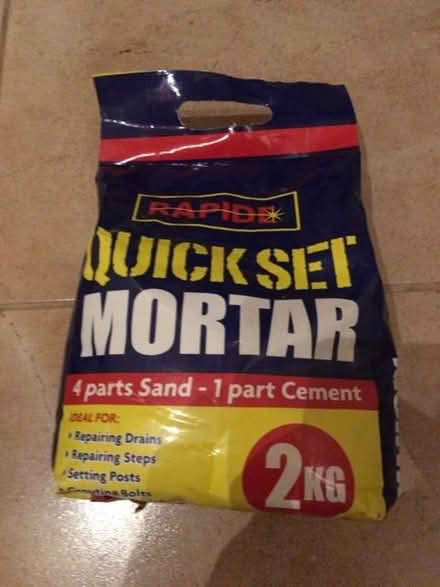 RAPIDE
QUICK SET
MORTAR
4 parts Sand - 1 part Cement
IDEAL FOR:
› Repairing Drains
› Repairing Steps
› Setting Posts
Bolts
2KG